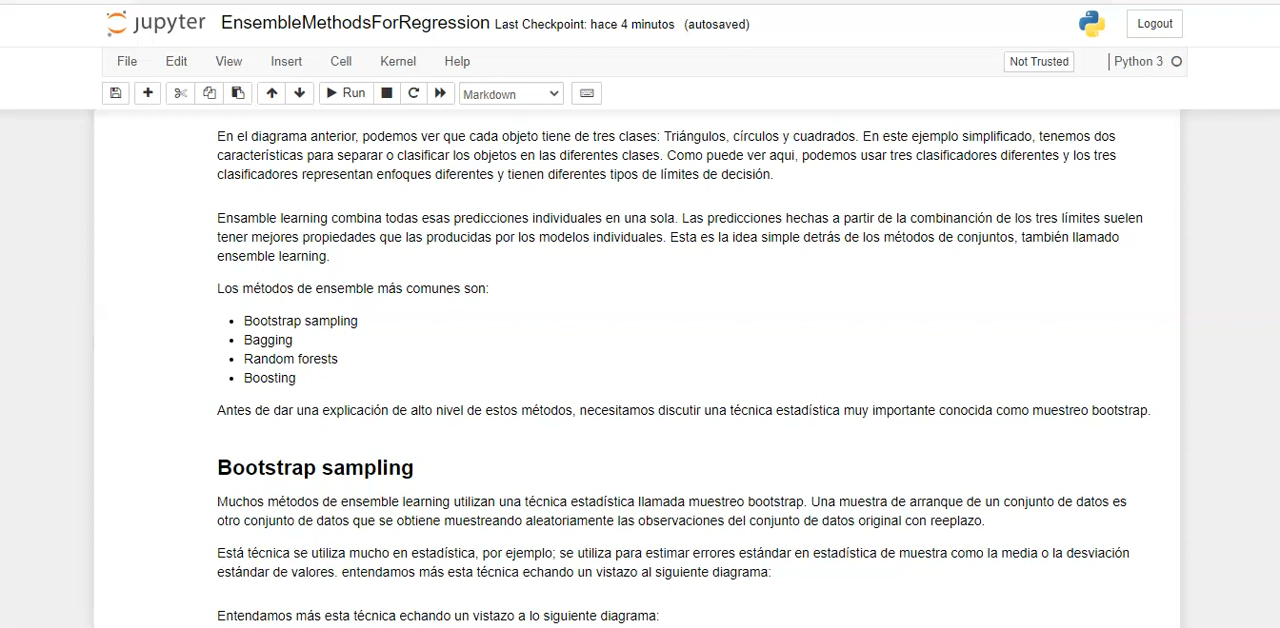 jupyter EnsembleMethodsForRegression Last Checkpoint: hace 4 minutos (autosaved) Logout
File Edit View Insert Cell Kernel Help Not Trusted Python 3
Run Markdown
En el diagrama anterior, podemos ver que cada objeto tiene de tres clases: Triángulos, círculos y cuadrados. En este ejemplo simplificado, tenemos dos
características para separar o clasificar los objetos en las diferentes clases. Como puede ver aqui, podemos usar tres clasificadores diferentes y los tres
clasificadores representan enfoques diferentes y tienen diferentes tipos de límites de decisión.
Ensamble learning combina todas esas predicciones individuales en una sola. Las predicciones hechas a partir de la combinanción de los tres límites suelen
tener mejores propiedades que las producidas por los modelos individuales. Esta es la idea simple detrás de los métodos de conjuntos, también llamado
ensemble learning.
Los métodos de ensemble más comunes son:
• Bootstrap sampling
• Bagging
• Random forests
• Boosting
Antes de dar una explicación de alto nivel de estos métodos, necesitamos discutir una técnica estadística muy importante conocida como muestreo bootstrap.
Bootstrap sampling
Muchos métodos de ensemble learning utilizan una técnica estadística llamada muestreo bootstrap. Una muestra de arranque de un conjunto de datos es
otro conjunto de datos que se obtiene muestreando aleatoriamente las observaciones del conjunto de datos original con reeplazo.
Está técnica se utiliza mucho en estadística, por ejemplo; se utiliza para estimar errores estándar en estadística de muestra como la media o la desviación
estándar de valores. entendamos más esta técnica echando un vistazo al siguiente diagrama:
Entendamos más esta técnica echando un vistazo a lo siguiente diagrama: